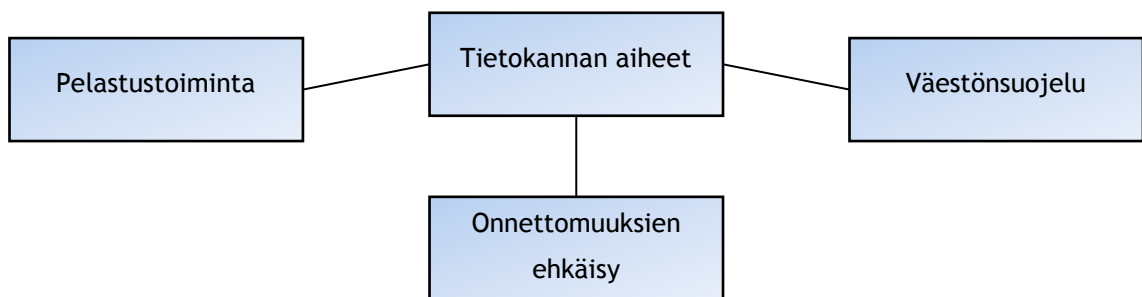 Tietokannan aiheet
Pelastustoiminta
Väestönsuojelu
Onnettomuuksien
ehkäisy